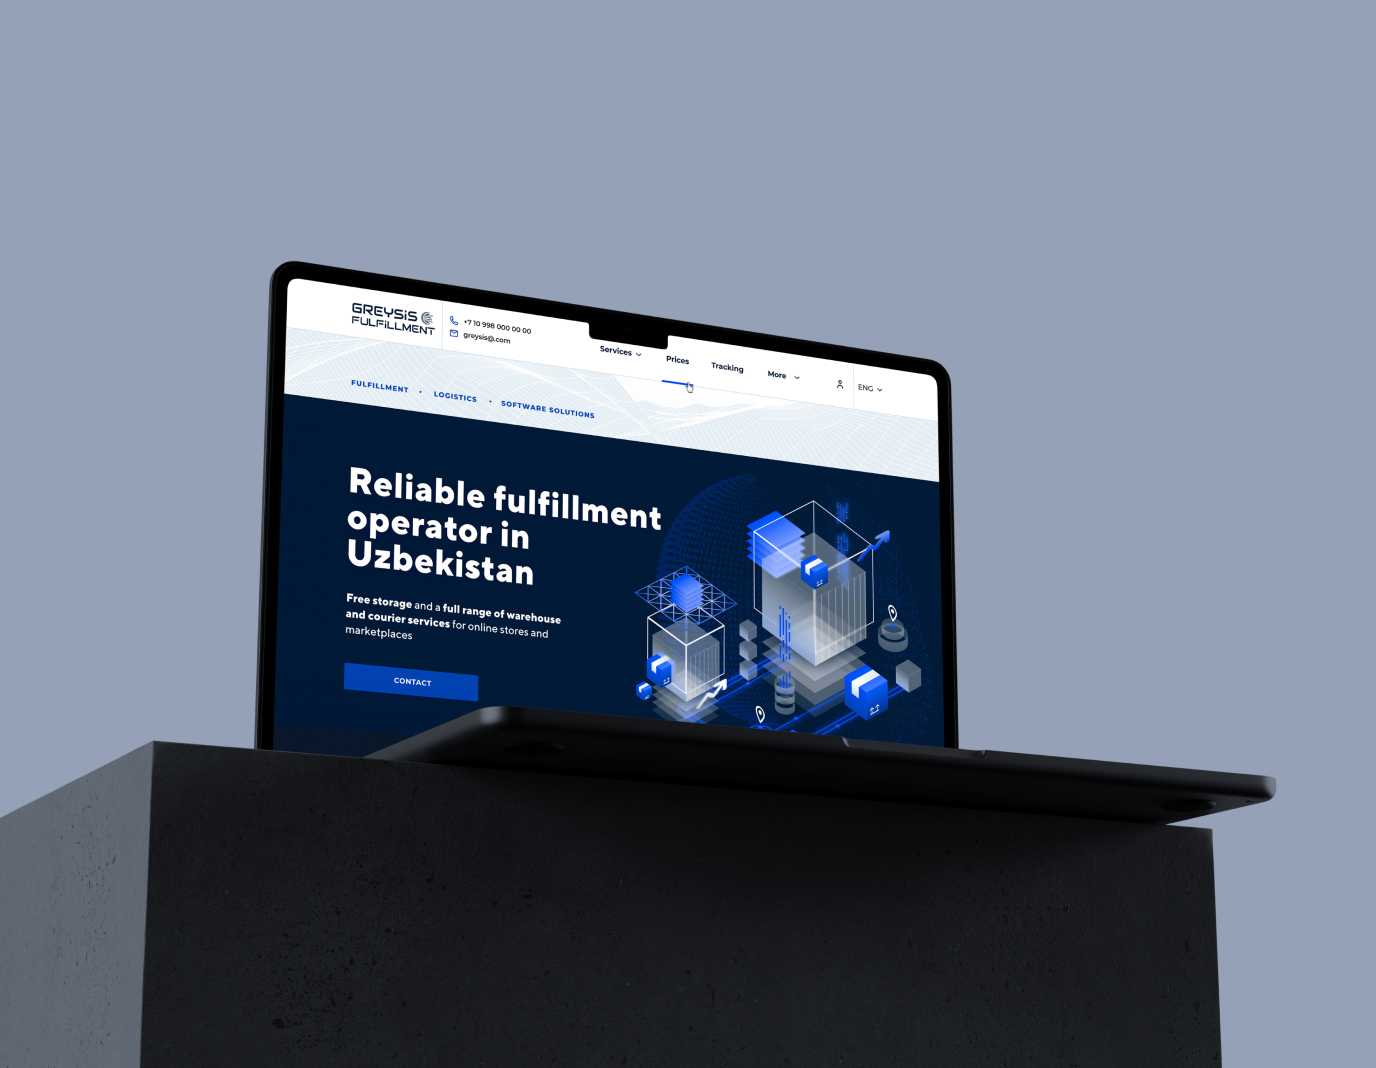 GREYSiS
FULFiLLMENT
+7 10 998 000 00 00
greysis@.com
Services
Prices
Tracking
More
ENG
FULFILLMENT • LOGISTICS • SOFTWARE SOLUTIONS
Reliable fulfillment
operator in
Uzbekistan
Free storage and a full range of warehouse
and courier services for online stores and
marketplaces
CONTACT